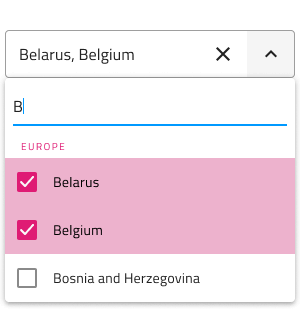 Belarus, Belgium
B
EUROPE
Belarus
Belgium
Bosnia and Herzegovina